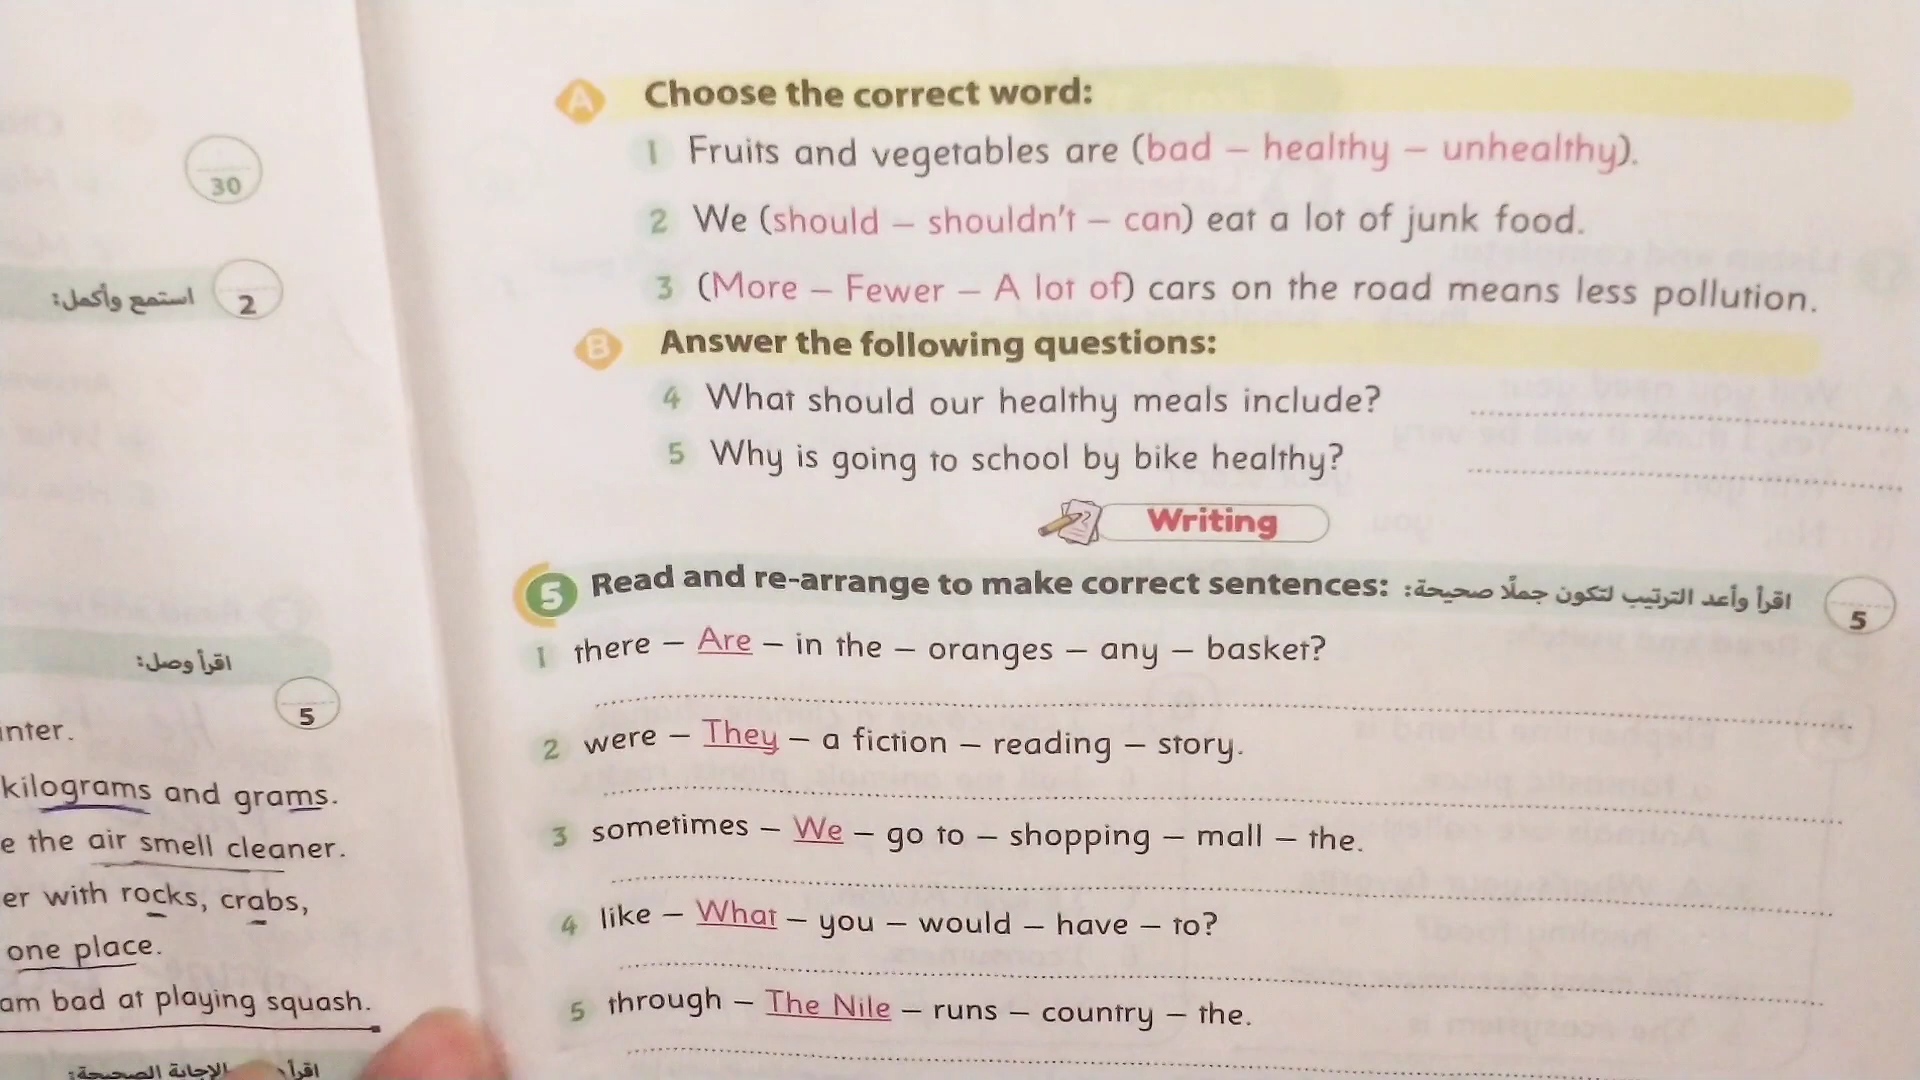 30
استمع وأكمل:
2
اقرأ وصل:
5
inter.
kilograms and grams.
e the air smell cleaner.
er with rocks, crabs,
one place.
am bad at playing squash.
اقرأ الإجابة الصحيحة:
A Choose the correct word:
1 Fruits and vegetables are (bad – healthy – unhealthy).
2 We (should – shouldn't – can) eat a lot of junk food.
3 (More – Fewer – A lot of) cars on the road means less pollution.
B Answer the following questions:
4 What should our healthy meals include?
5 Why is going to school by bike healthy?
Writing
5 Read and re-arrange to make correct sentences: اقرأ وأعد الترتيب لتكون جملًا صحيحة:
5
1 there – Are – in the – oranges – any – basket?
2 were – They – a fiction – reading – story.
3 sometimes – We – go to – shopping – mall – the.
4 like – What – you – would – have – to?
5 through – The Nile – runs – country – the.